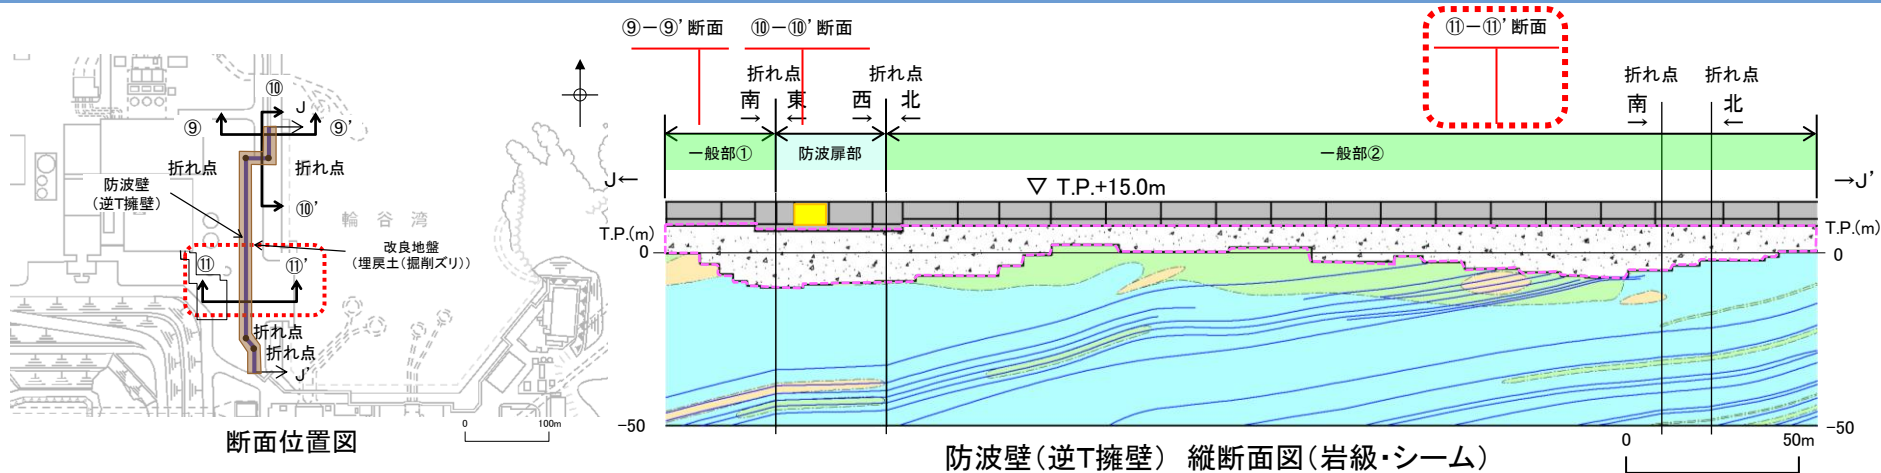 ⑩
J
⑨
⑨'
折れ点
折れ点
防波壁
(逆T擁壁)
⑩'
輪谷湾
改良地盤
(埋戻土(掘削ズリ))
⑪
⑪'
折れ点
折れ点
J'
0 100m
断面位置図
⑨-⑨'断面
⑩-⑩'断面
⑪-⑪'断面
折れ点
折れ点
折れ点
折れ点
南
東
西
北
南
北
→
←
→
←
→
←
一般部①
防波扉部
一般部②
J←
▽ T.P.+15.0m
→J'
T.P.(m)
T.P.(m)
0
0
-50
-50
0 50m
防波壁(逆T擁壁) 縦断面図(岩級・シーム)